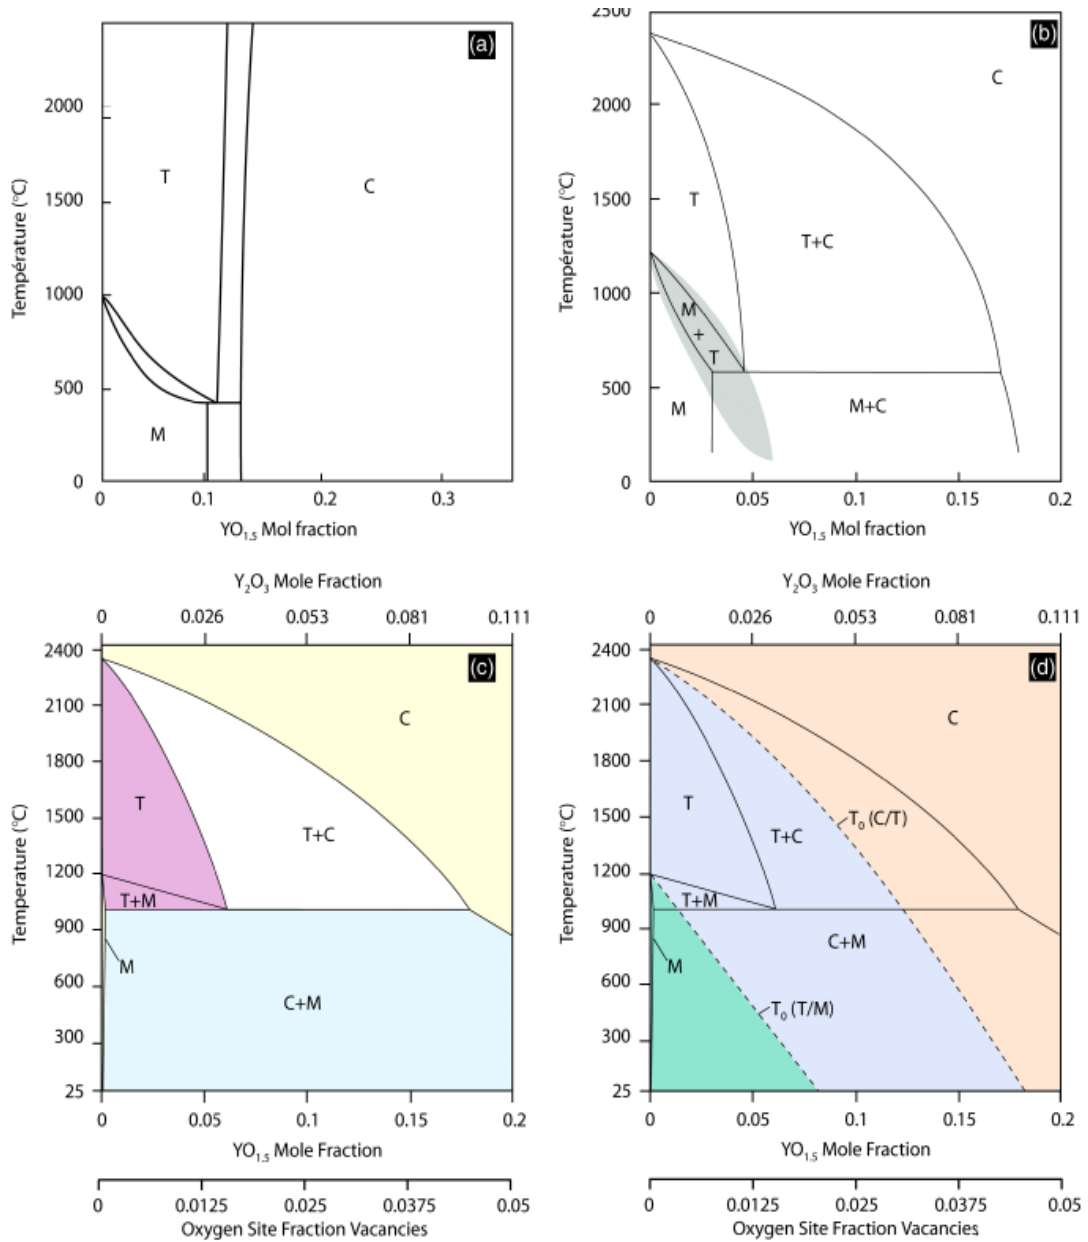 (a)
2000
1500
1000
500
0
Température (°C)
T
C
M
0
0.1
0.2
0.3
YO1.5 Mol fraction
(b)
2500
2000
1500
1000
500
0
Température (°C)
C
T
T+C
M
+
T
M
M+C
0
0.05
0.1
0.15
0.2
YO1.5 Mol fraction
Y2O3 Mole Fraction
0
0.026
0.053
0.081
0.111
(c)
2400
2100
1800
1500
1200
900
600
300
25
Temperature (°C)
C
T
T+C
T+M
M
C+M
0
0.05
0.1
0.15
0.2
YO1.5 Mole Fraction
0
0.0125
0.025
0.0375
0.05
Oxygen Site Fraction Vacancies
Y2O3 Mole Fraction
0
0.026
0.053
0.081
0.111
(d)
2400
2100
1800
1500
1200
900
600
300
25
Temperature (°C)
C
T
T0 (C/T)
T+C
T+M
C+M
M
T0 (T/M)
0
0.05
0.1
0.15
0.2
YO1.5 Mole Fraction
0
0.0125
0.025
0.0375
0.05
Oxygen Site Fraction Vacancies